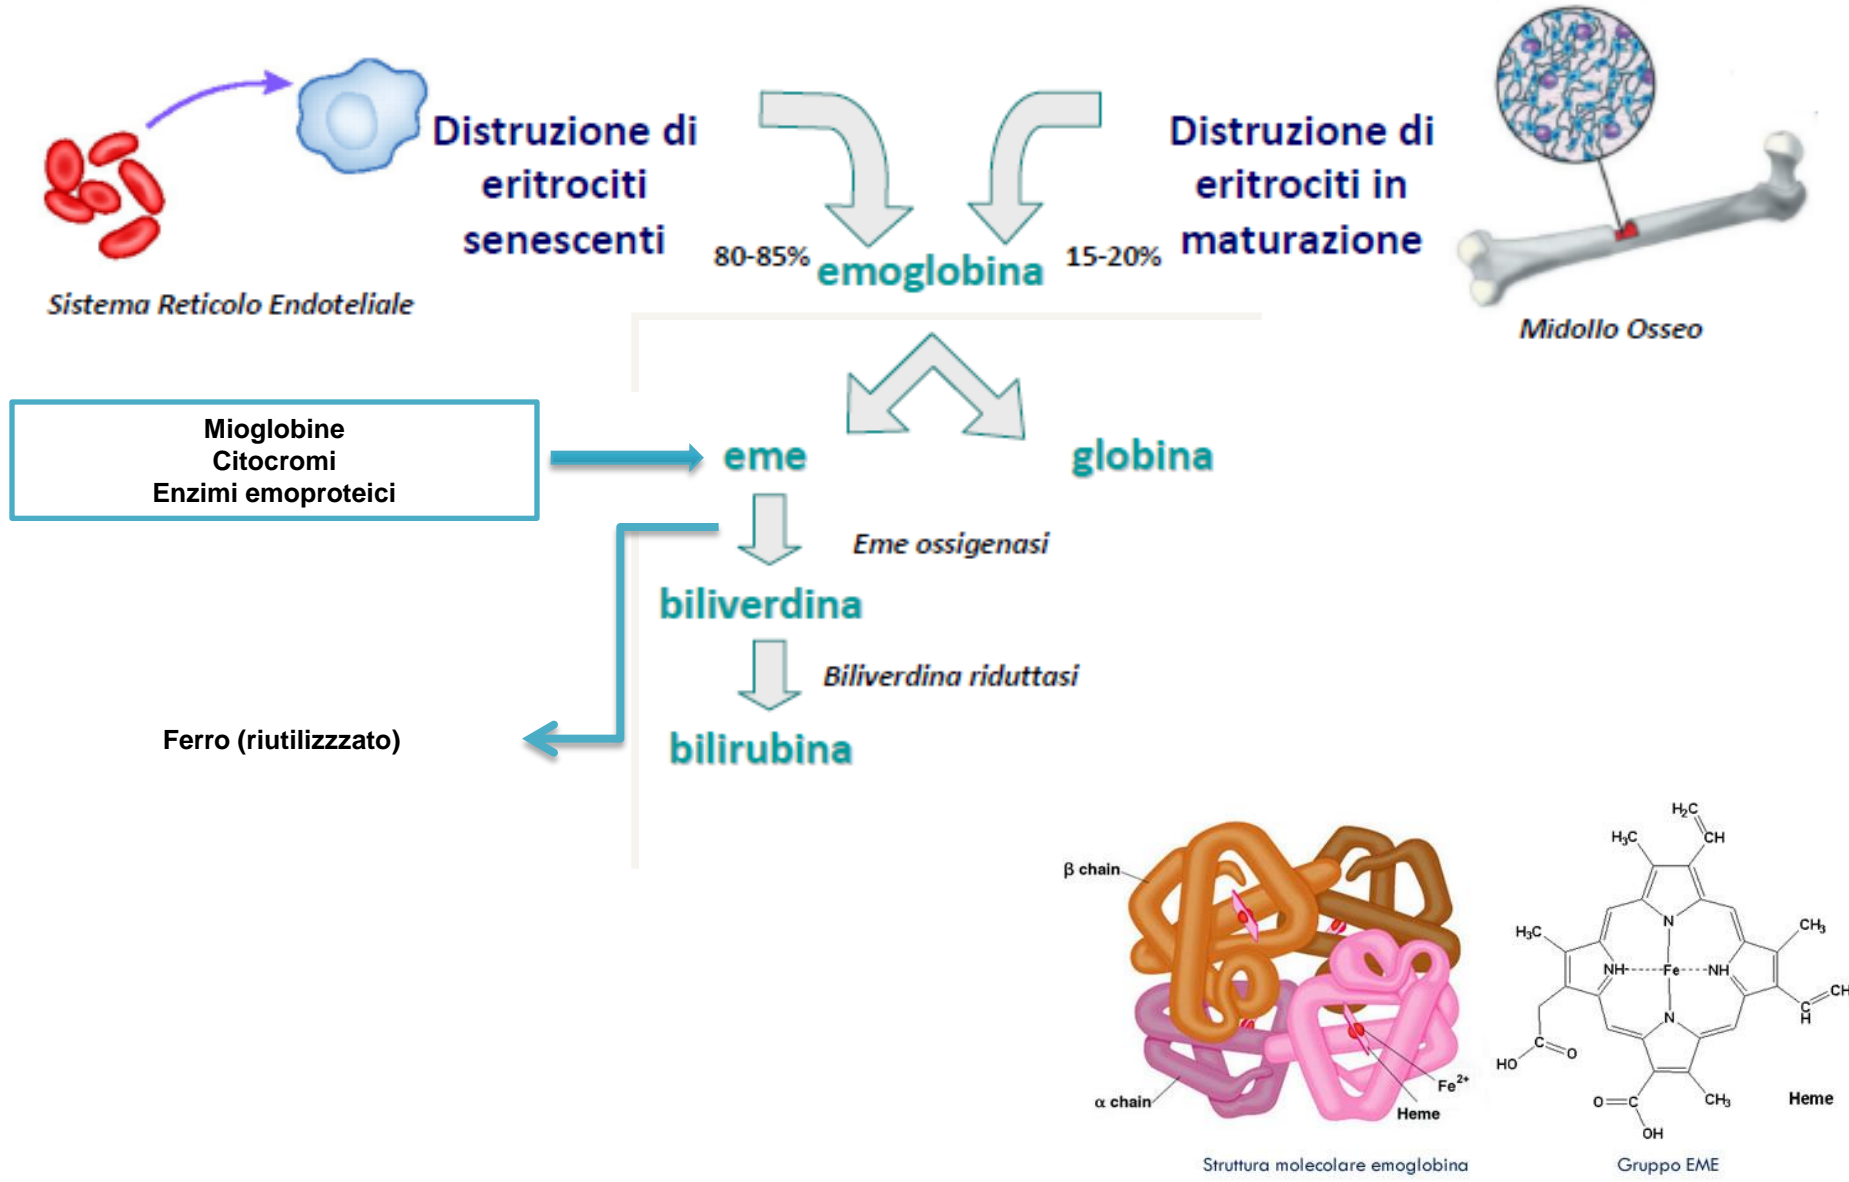 Distruzione di
eritrociti
senescenti
Sistema Reticolo Endoteliale
80-85%
emoglobina
15-20%
Distruzione di
eritrociti in
maturazione
Midollo Osseo
Mioglobine
Citocromi
Enzimi emoproteici
eme
globina
Eme ossigenasi
biliverdina
Biliverdina riduttasi
Ferro (riutilizzzato)
bilirubina
β chain
α chain
Fe2+
Heme
Struttura molecolare emoglobina
H2C
CH
H3C
N
H3C
CH3
NH
Fe
NH
CH
C
H
N
C
O
HO
O
C
CH3
OH
Heme
Gruppo EME